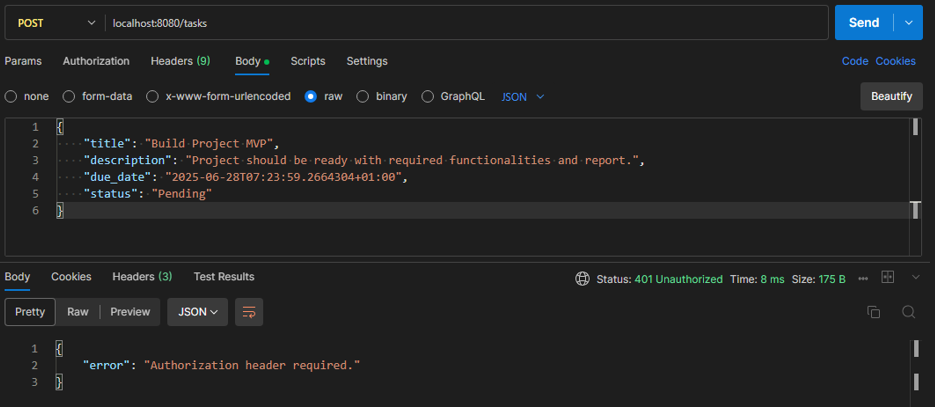 POST localhost:8080/tasks Send
Params Authorization Headers (9) Body Scripts Settings Code Cookies
none form-data x-www-form-urlencoded raw binary GraphQL JSON Beautify
1 {
2 "title": "Build Project MVP",
3 "description": "Project should be ready with required functionalities and report.",
4 "due_date": "2025-06-28T07:23:59.2664304+01:00",
5 "status": "Pending"
6 }
Body Cookies Headers (3) Test Results Status: 401 Unauthorized Time: 8 ms Size: 175 B
Pretty Raw Preview JSON
1 {
2 "error": "Authorization header required."
3 }